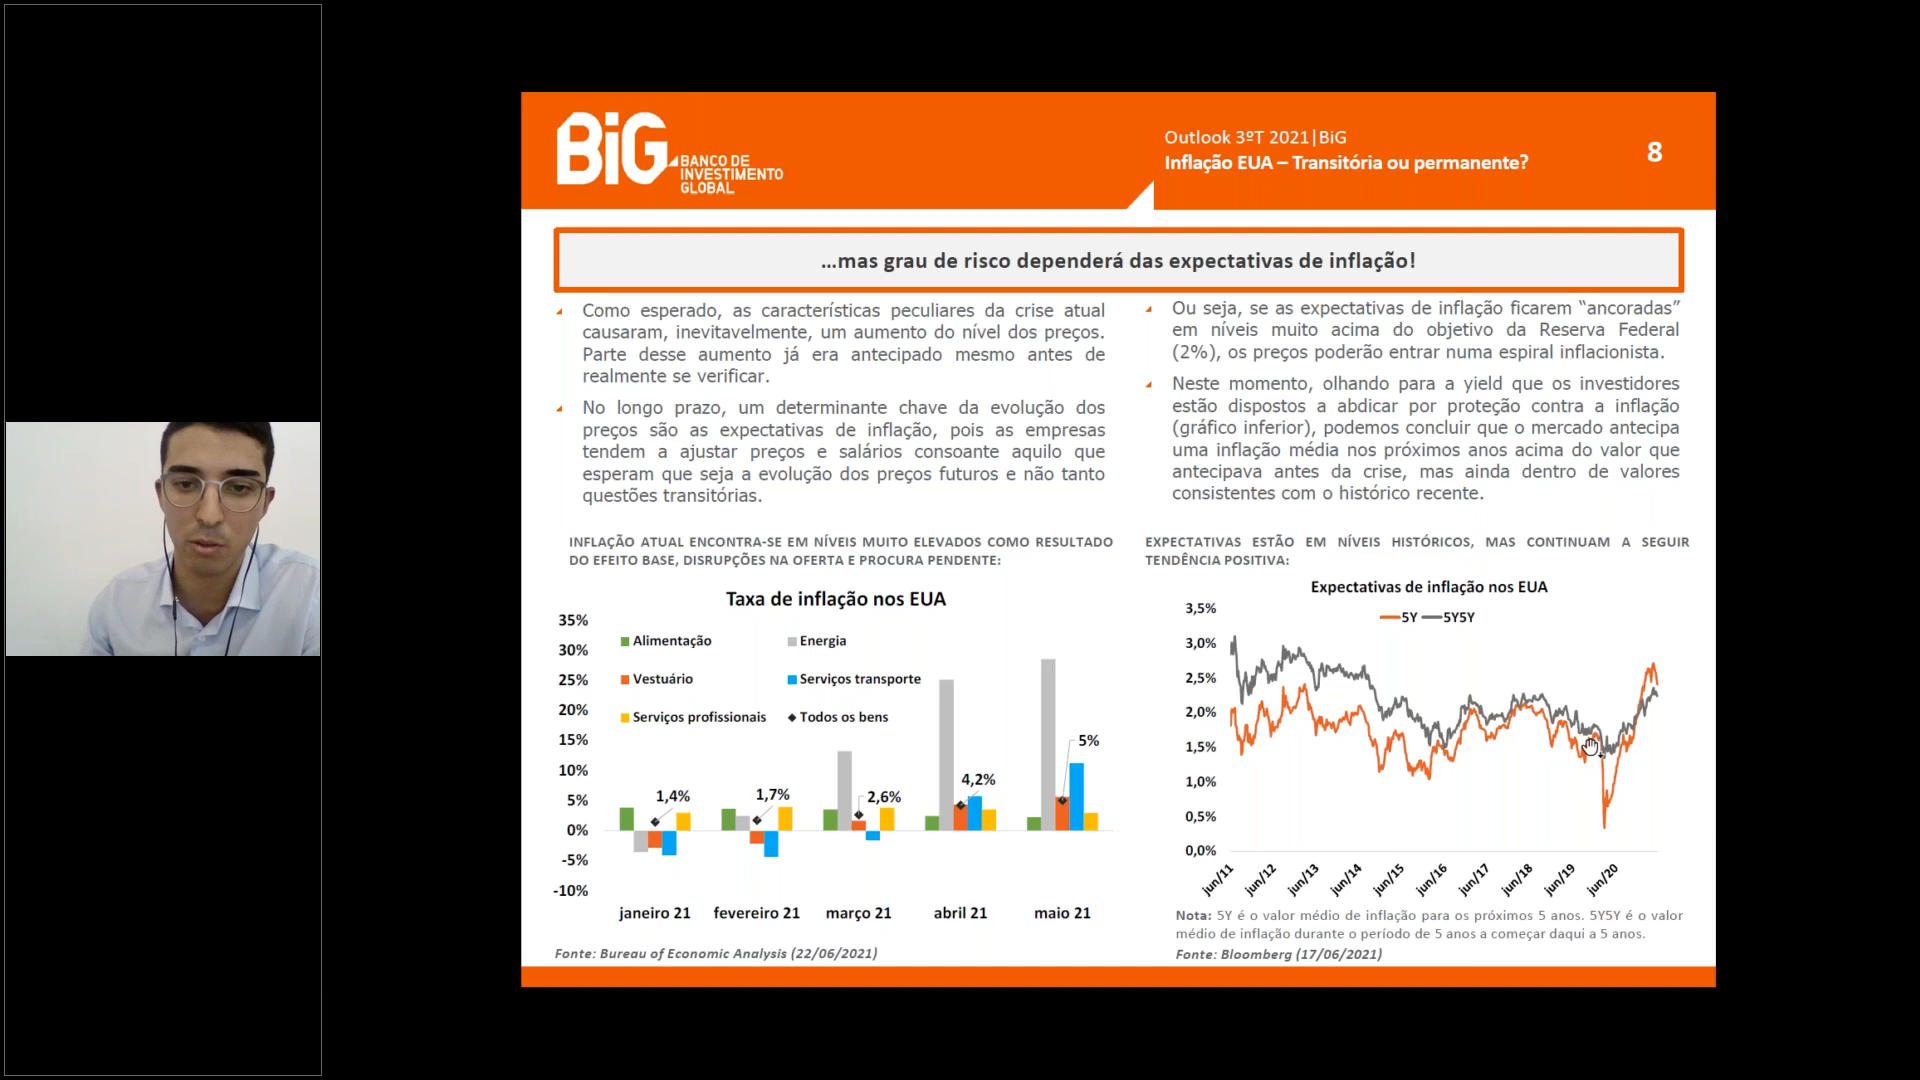 BiG
BANCO DE
INVESTIMENTO
GLOBAL
Outlook 3ºT 2021|BiG
Inflação EUA – Transitória ou permanente?
8
...mas grau de risco dependerá das expectativas de inflação!
Como esperado, as características peculiares da crise atual
causaram, inevitavelmente, um aumento do nível dos preços.
Parte desse aumento já era antecipado mesmo antes de
realmente se verificar.
No longo prazo, um determinante chave da evolução dos
preços são as expectativas de inflação, pois as empresas
tendem a ajustar preços e salários consoante aquilo que
esperam que seja a evolução dos preços futuros e não tanto
questões transitórias.
Ou seja, se as expectativas de inflação ficarem “ancoradas”
em níveis muito acima do objetivo da Reserva Federal
(2%), os preços poderão entrar numa espiral inflacionista.
Neste momento, olhando para a yield que os investidores
estão dispostos a abdicar por proteção contra a inflação
(gráfico inferior), podemos concluir que o mercado antecipa
uma inflação média nos próximos anos acima do valor que
antecipava antes da crise, mas ainda dentro de valores
consistentes com o histórico recente.
INFLAÇÃO ATUAL ENCONTRA-SE EM NÍVEIS MUITO ELEVADOS COMO RESULTADO
DO EFEITO BASE, DISRUPÇÕES NA OFERTA E PROCURA PENDENTE:
Taxa de inflação nos EUA
35%
30%
25%
20%
15%
10%
5%
0%
-5%
-10%
Alimentação
Energia
Vestuário
Serviços transporte
Serviços profissionais
Todos os bens
1,4%
1,7%
2,6%
4,2%
5%
janeiro 21
fevereiro 21
março 21
abril 21
maio 21
Fonte: Bureau of Economic Analysis (22/06/2021)
EXPECTATIVAS ESTÃO EM NÍVEIS HISTÓRICOS, MAS CONTINUAM A SEGUIR
TENDÊNCIA POSITIVA:
Expectativas de inflação nos EUA
5Y
5Y5Y
3,5%
3,0%
2,5%
2,0%
1,5%
1,0%
0,5%
0,0%
jun/11
jun/12
jun/13
jun/14
jun/15
jun/16
jun/17
jun/18
jun/19
jun/20
Nota: 5Y é o valor médio de inflação para os próximos 5 anos. 5Y5Y é o valor
médio de inflação durante o período de 5 anos a começar daqui a 5 anos.
Fonte: Bloomberg (17/06/2021)